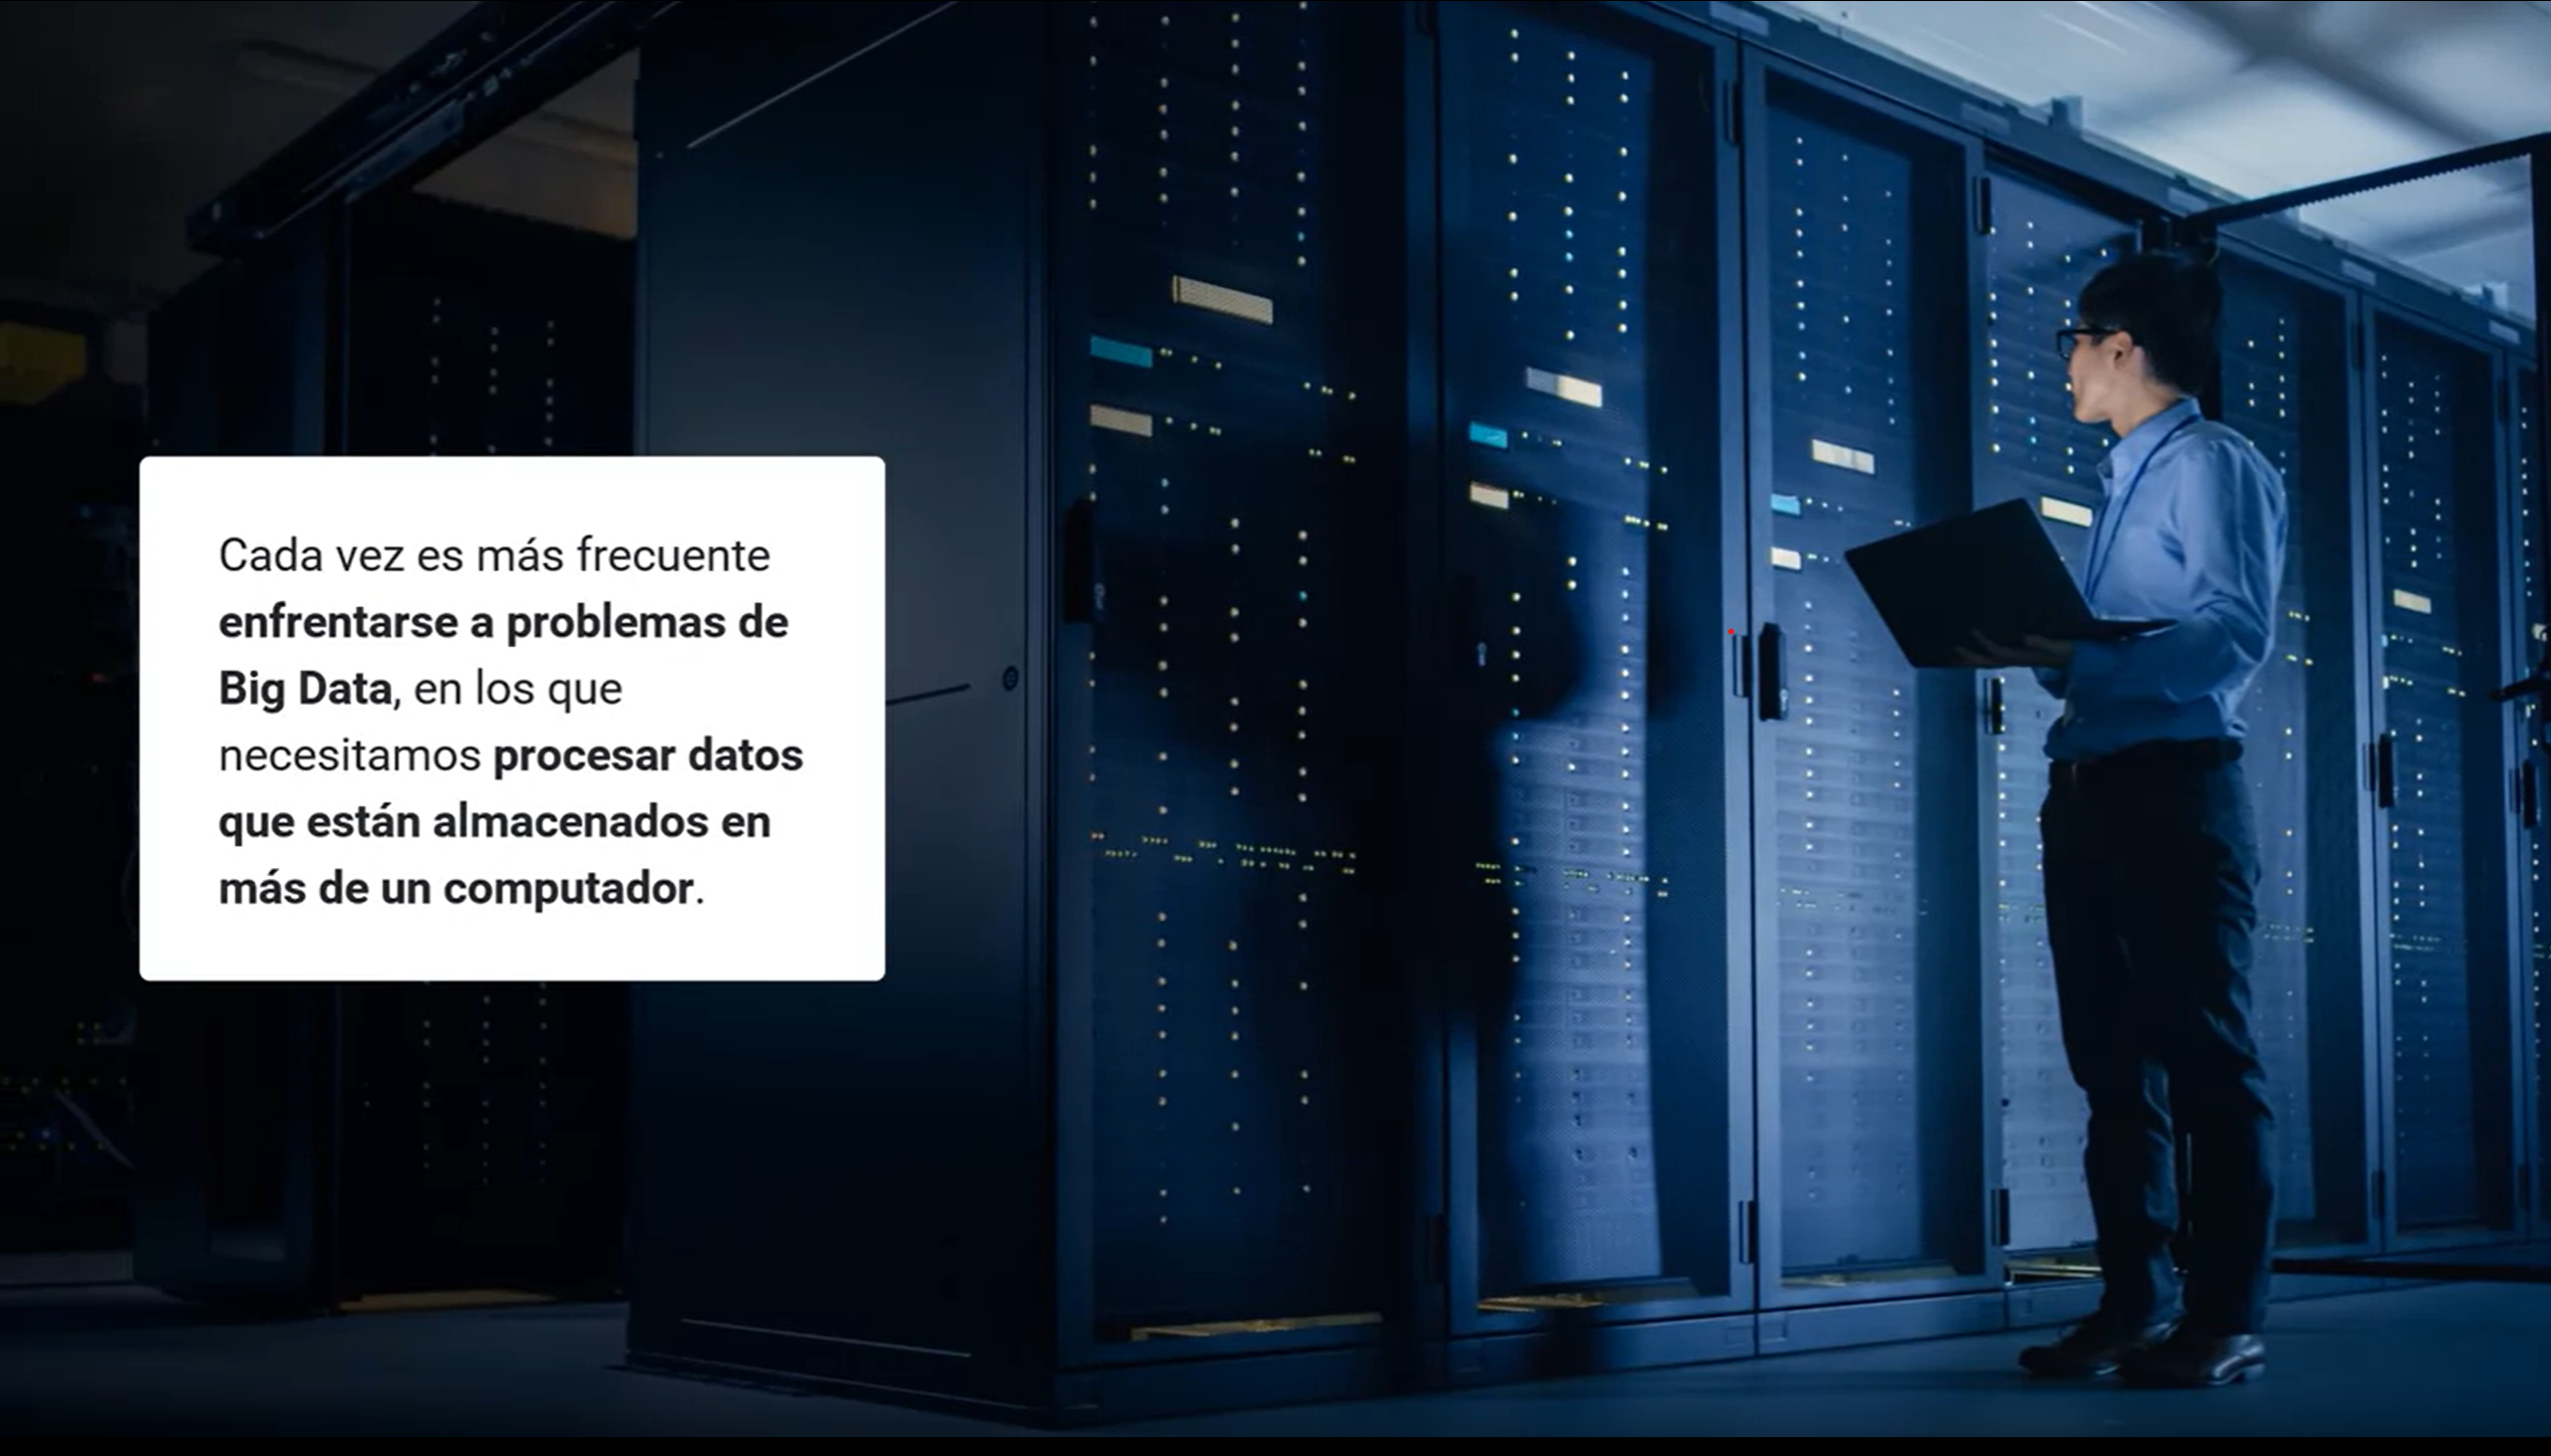 Cada vez es más frecuente
enfrentarse a problemas de
Big Data, en los que
necesitamos procesar datos
que están almacenados en
más de un computador.